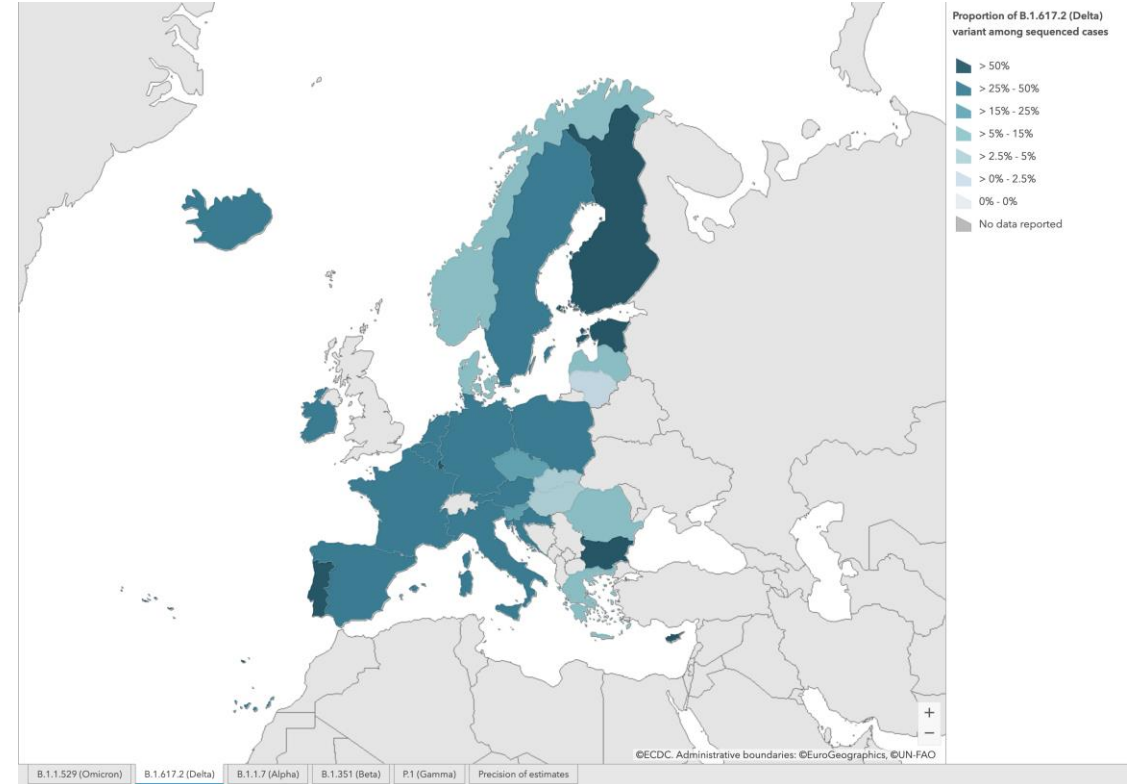 Proportion of B.1.617.2 (Delta)
variant among sequenced cases
> 50%
> 25% - 50%
> 15% - 25%
> 5% - 15%
> 2.5% - 5%
> 0% - 2.5%
0% - 0%
No data reported
+
−
©ECDC. Administrative boundaries: ©EuroGeographics, ©UN-FAO
B.1.1.529 (Omicron) B.1.617.2 (Delta) B.1.1.7 (Alpha) B.1.351 (Beta) P.1 (Gamma) Precision of estimates